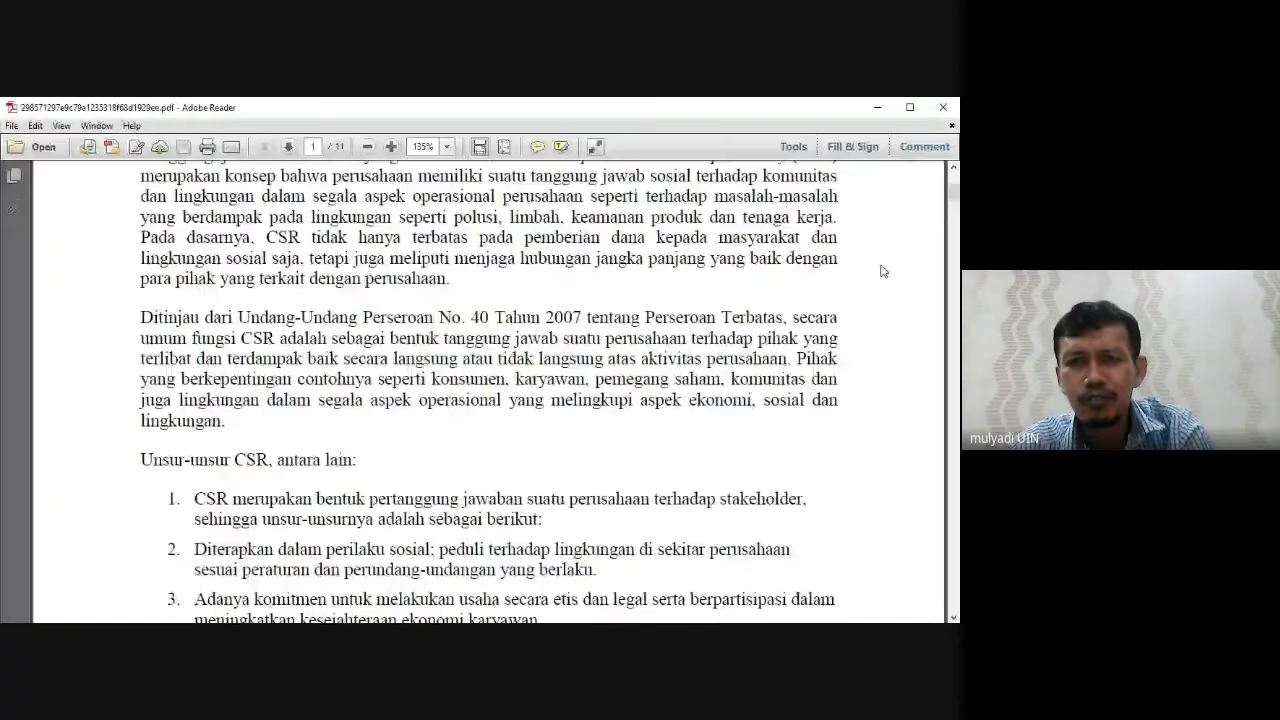 298571297e9c79a1235318f68d1929ee.pdf - Adobe Reader
File Edit View Window Help
Open 1 / 11 135% Tools Fill & Sign Comment
merupakan konsep bahwa perusahaan memiliki suatu tanggung jawab sosial terhadap komunitas
dan lingkungan dalam segala aspek operasional perusahaan seperti terhadap masalah-masalah
yang berdampak pada lingkungan seperti polusi, limbah, keamanan produk dan tenaga kerja.
Pada dasarnya, CSR tidak hanya terbatas pada pemberian dana kepada masyarakat dan
lingkungan sosial saja, tetapi juga meliputi menjaga hubungan jangka panjang yang baik dengan
para pihak yang terkait dengan perusahaan.
Ditinjau dari Undang-Undang Perseroan No. 40 Tahun 2007 tentang Perseroan Terbatas, secara
umum fungsi CSR adalah sebagai bentuk tanggung jawab suatu perusahaan terhadap pihak yang
terlibat dan terdampak baik secara langsung atau tidak langsung atas aktivitas perusahaan. Pihak
yang berkepentingan contohnya seperti konsumen, karyawan, pemegang saham, komunitas dan
juga lingkungan dalam segala aspek operasional yang melingkupi aspek ekonomi, sosial dan
lingkungan.
Unsur-unsur CSR, antara lain:
1. CSR merupakan bentuk pertanggung jawaban suatu perusahaan terhadap stakeholder,
sehingga unsur-unsurnya adalah sebagai berikut:
2. Diterapkan dalam perilaku sosial; peduli terhadap lingkungan di sekitar perusahaan
sesuai peraturan dan perundang-undangan yang berlaku.
3. Adanya komitmen untuk melakukan usaha secara etis dan legal serta berpartisipasi dalam
meningkatkan kesejahteraan ekonomi karyawan
mulyadi UIN